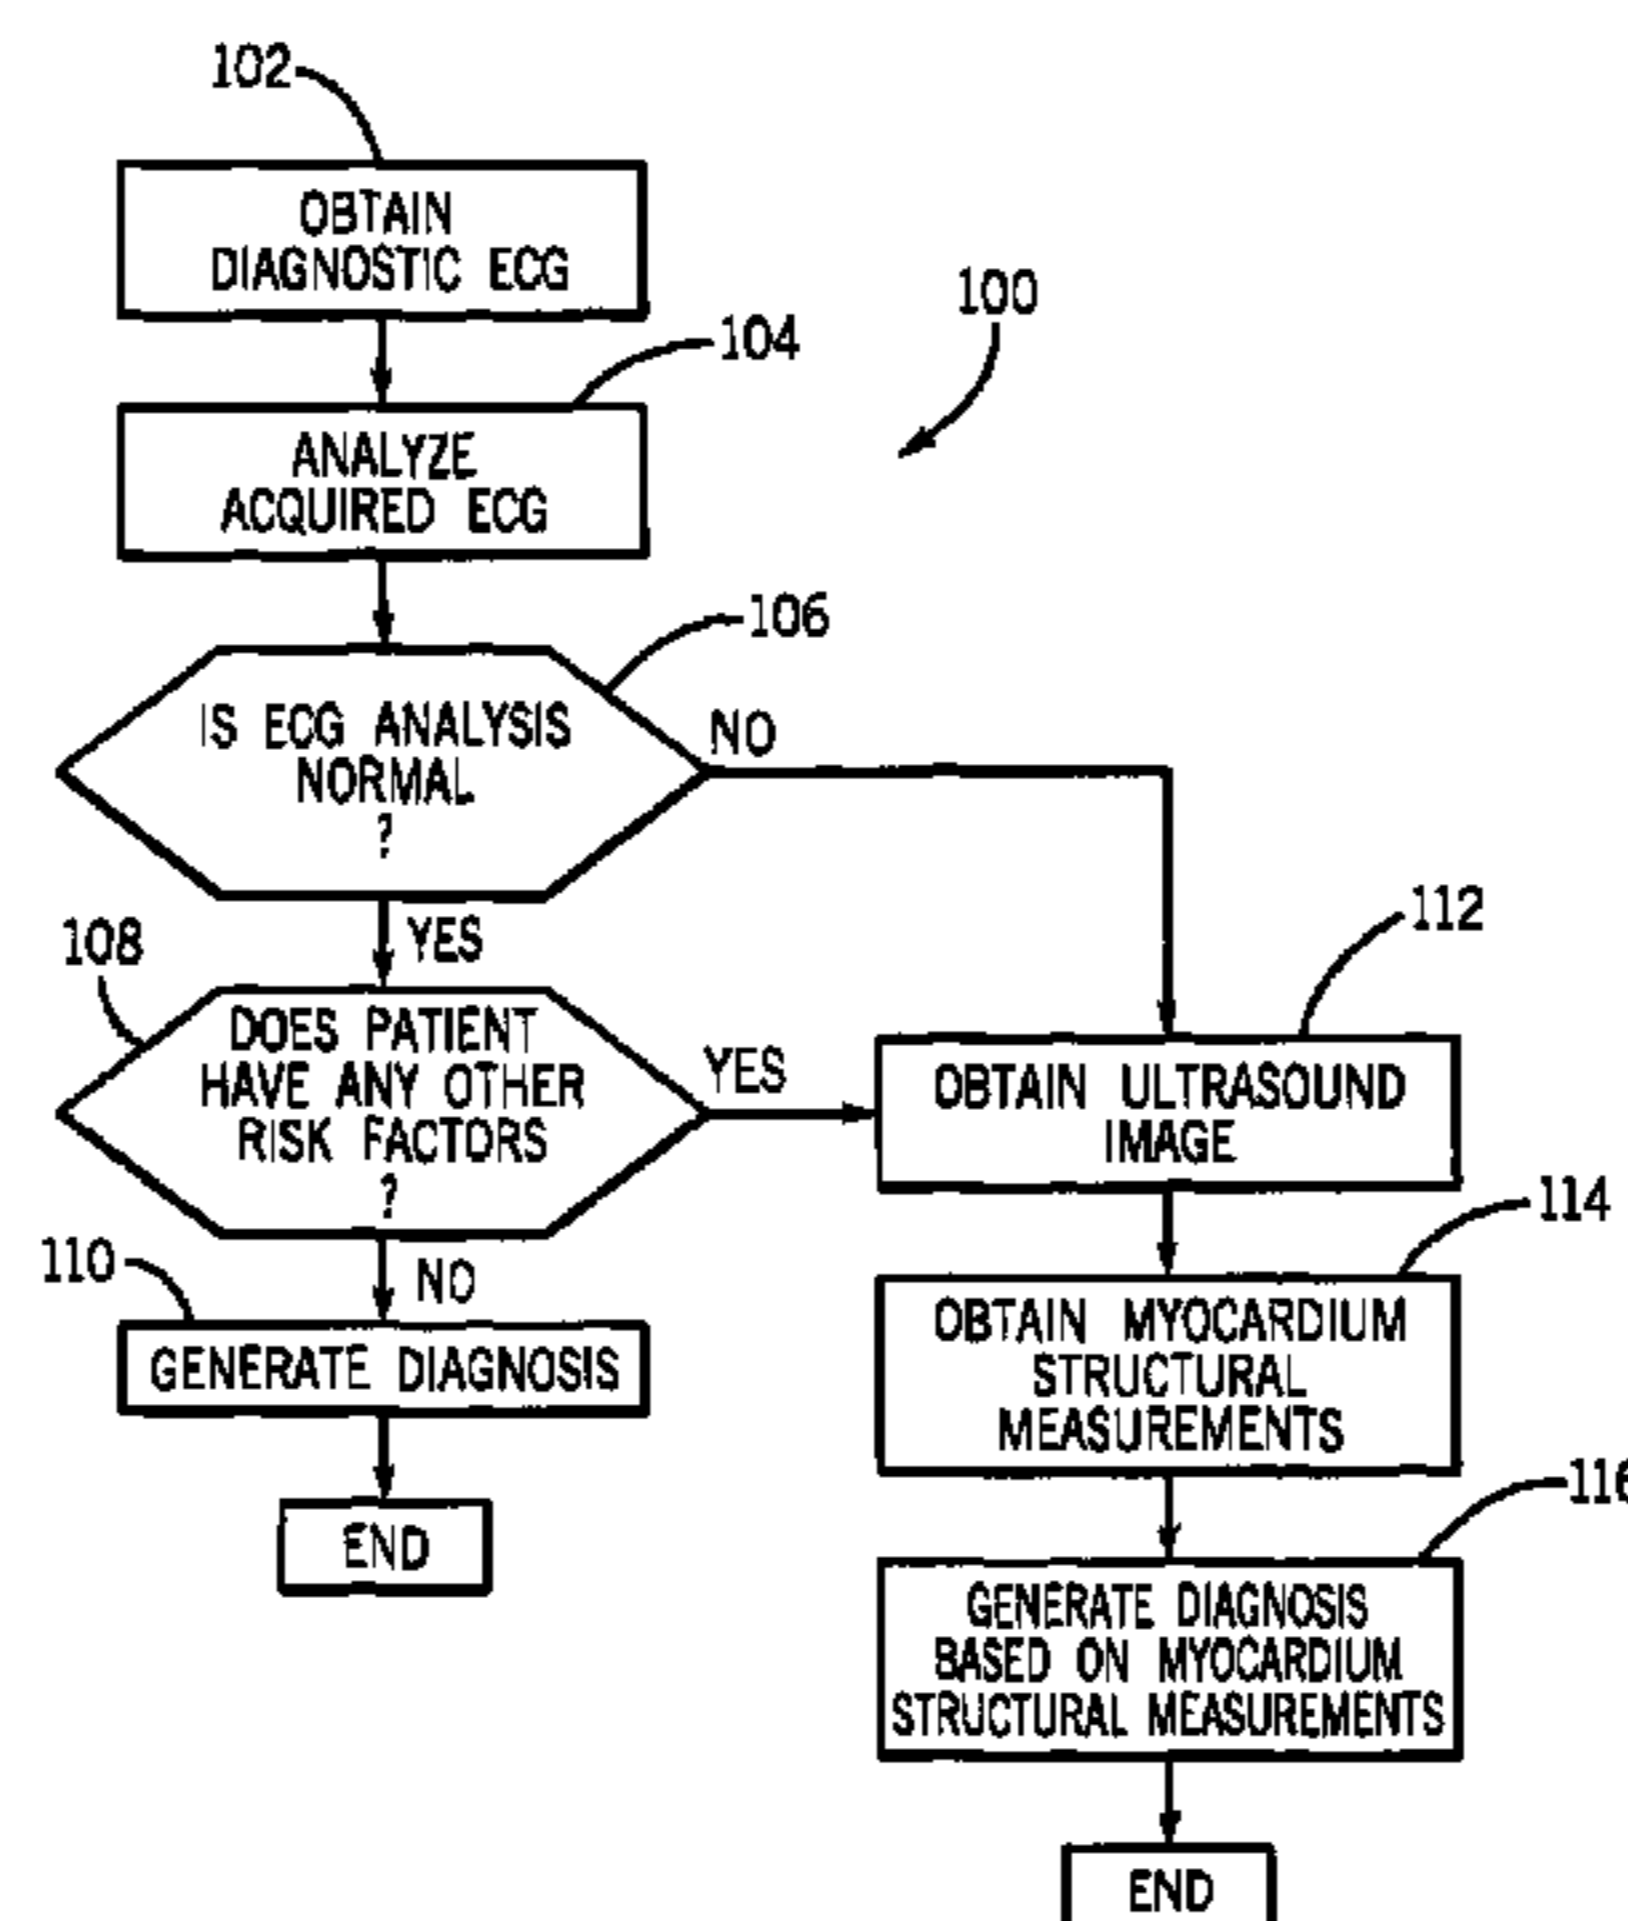 102
OBTAIN
DIAGNOSTIC ECG
100
104
ANALYZE
ACQUIRED ECG
106
IS ECG ANALYSIS
NORMAL
?
NO
YES
108
DOES PATIENT
HAVE ANY OTHER
RISK FACTORS
?
YES
112
OBTAIN ULTRASOUND
IMAGE
110
NO
GENERATE DIAGNOSIS
END
114
OBTAIN MYOCARDIUM
STRUCTURAL
MEASUREMENTS
116
GENERATE DIAGNOSIS
BASED ON MYOCARDIUM
STRUCTURAL MEASUREMENTS
END